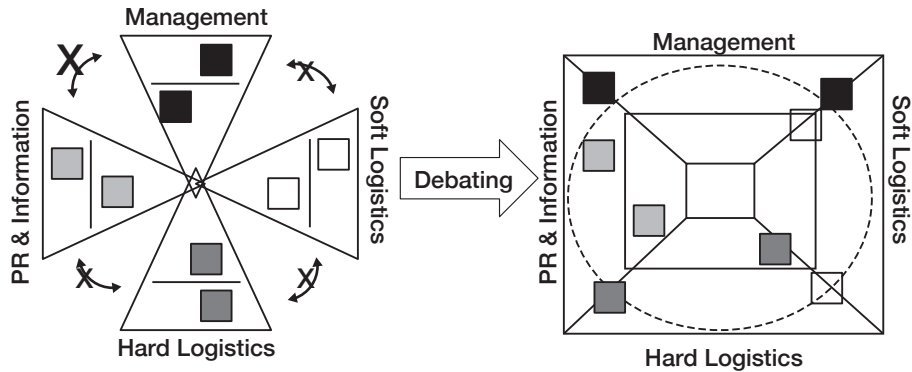 Management
X
X
PR & Information
Soft Logistics
X
X
Hard Logistics
Debating
Management
PR & Information
Soft Logistics
Hard Logistics